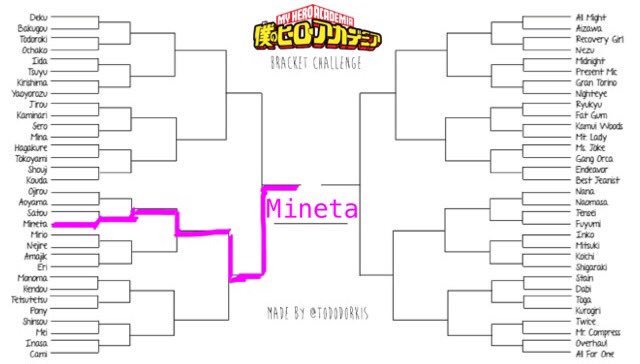 MY HERO ACADEMIA
僕のヒーローアカデミア
BRACKET CHALLENGE
Deku
Bakugou
Todoroki
Ochako
Iida
Tsuyu
Kirishima
Yaoyorozu
Jirou
Kaminari
Sero
Mina
Hagakure
Tokoyami
Shouji
Kouda
Ojirou
Aoyama
Satou
Mineta
Mirio
Nejire
Amajik
Eri
Monoma
Kendou
Tetsutetsu
Pony
Shinsou
Mei
Inasa
Cami
Mineta
MADE BY @TODODORKIS
All Might
Aizawa
Recovery Girl
Nezu
Midnight
Present Mic
Gran Torino
Nighteye
Ryukyu
Fat Gum
Kamui Woods
Mt. Lady
Ms. Joke
Gang Orca
Endeavor
Best Jeanist
Nana
Naomasa
Tensei
Fuyumi
Inko
Mitsuki
Koichi
Shigaraki
Stain
Dabi
Toga
Kurogiri
Twice
Mr. Compress
Overhaul
All For One